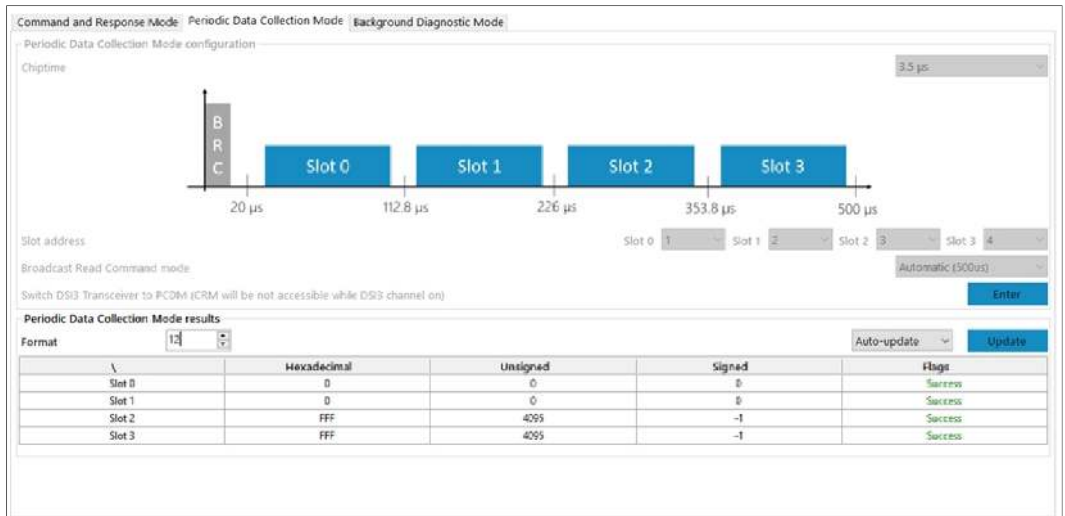 Command and Response Mode Periodic Data Collection Mode Background Diagnostic Mode
Periodic Data Collection Mode configuration
Chiptime 3.5 µs
B
R
C
Slot 0 Slot 1 Slot 2 Slot 3
20 µs 112.8 µs 226 µs 353.8 µs 500 µs
Slot address Slot 0 1 Slot 1 2 Slot 2 3 Slot 3 4
Broadcast Read Command mode Automatic (500us)
Switch DSI3 Transceiver to PCDM (CRM will be not accessible while DSI3 channel on) Enter
Periodic Data Collection Mode results
Format 12 Auto-update Update
\ Hexadecimal Unsigned Signed Flags
Slot 0 0 0 0 Success
Slot 1 0 0 0 Success
Slot 2 FFF 4095 -1 Success
Slot 3 FFF 4095 -1 Success